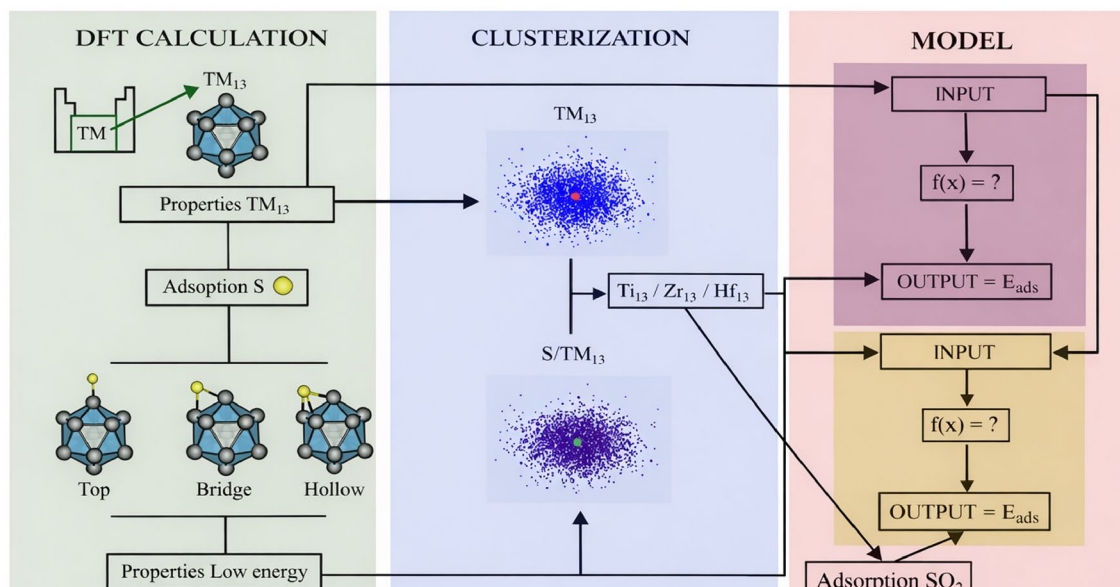 DFT CALCULATION
TM₁₃
TM
Properties TM₁₃
Adsoption S
Top
Bridge
Hollow
Properties Low energy
CLUSTERIZATION
TM₁₃
Ti₁₃ / Zr₁₃ / Hf₁₃
S/TM₁₃
MODEL
INPUT
f(x) = ?
OUTPUT = Eₐdₛ
INPUT
f(x) = ?
OUTPUT = Eₐdₛ
Adsorption SO₂